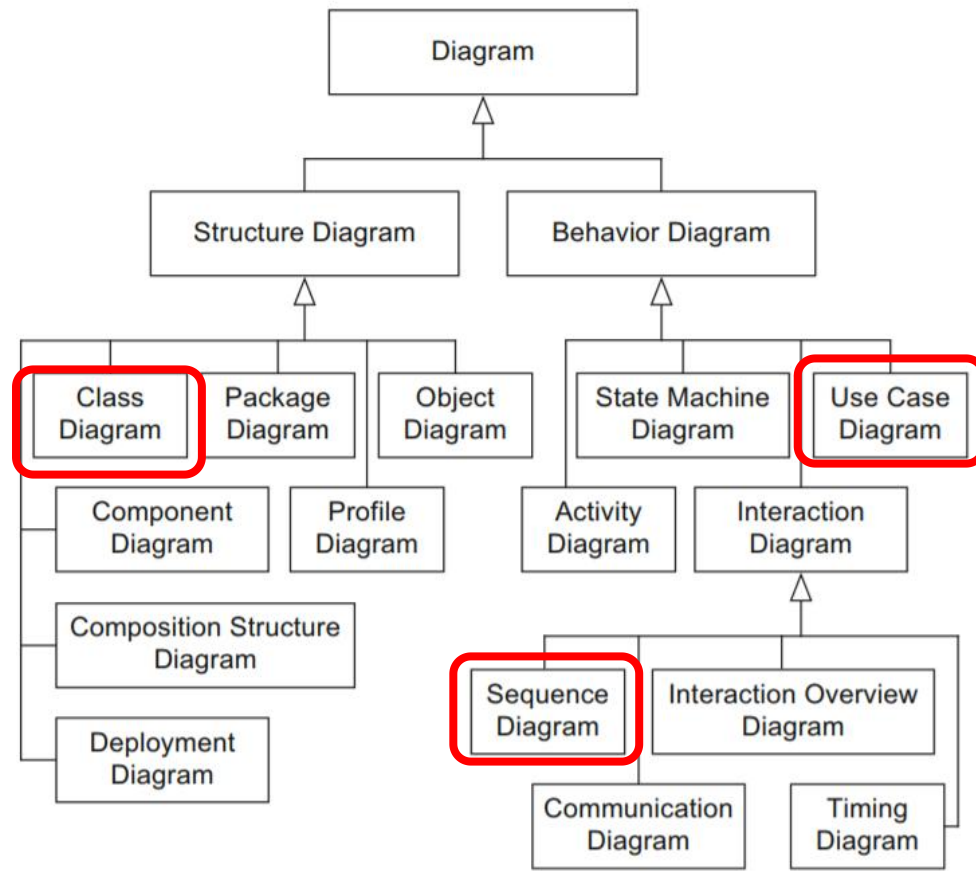 Diagram
Structure Diagram
Behavior Diagram
Class
Diagram
Package
Diagram
Object
Diagram
State Machine
Diagram
Use Case
Diagram
Component
Diagram
Profile
Diagram
Activity
Diagram
Interaction
Diagram
Composition Structure
Diagram
Sequence
Diagram
Interaction Overview
Diagram
Deployment
Diagram
Communication
Diagram
Timing
Diagram